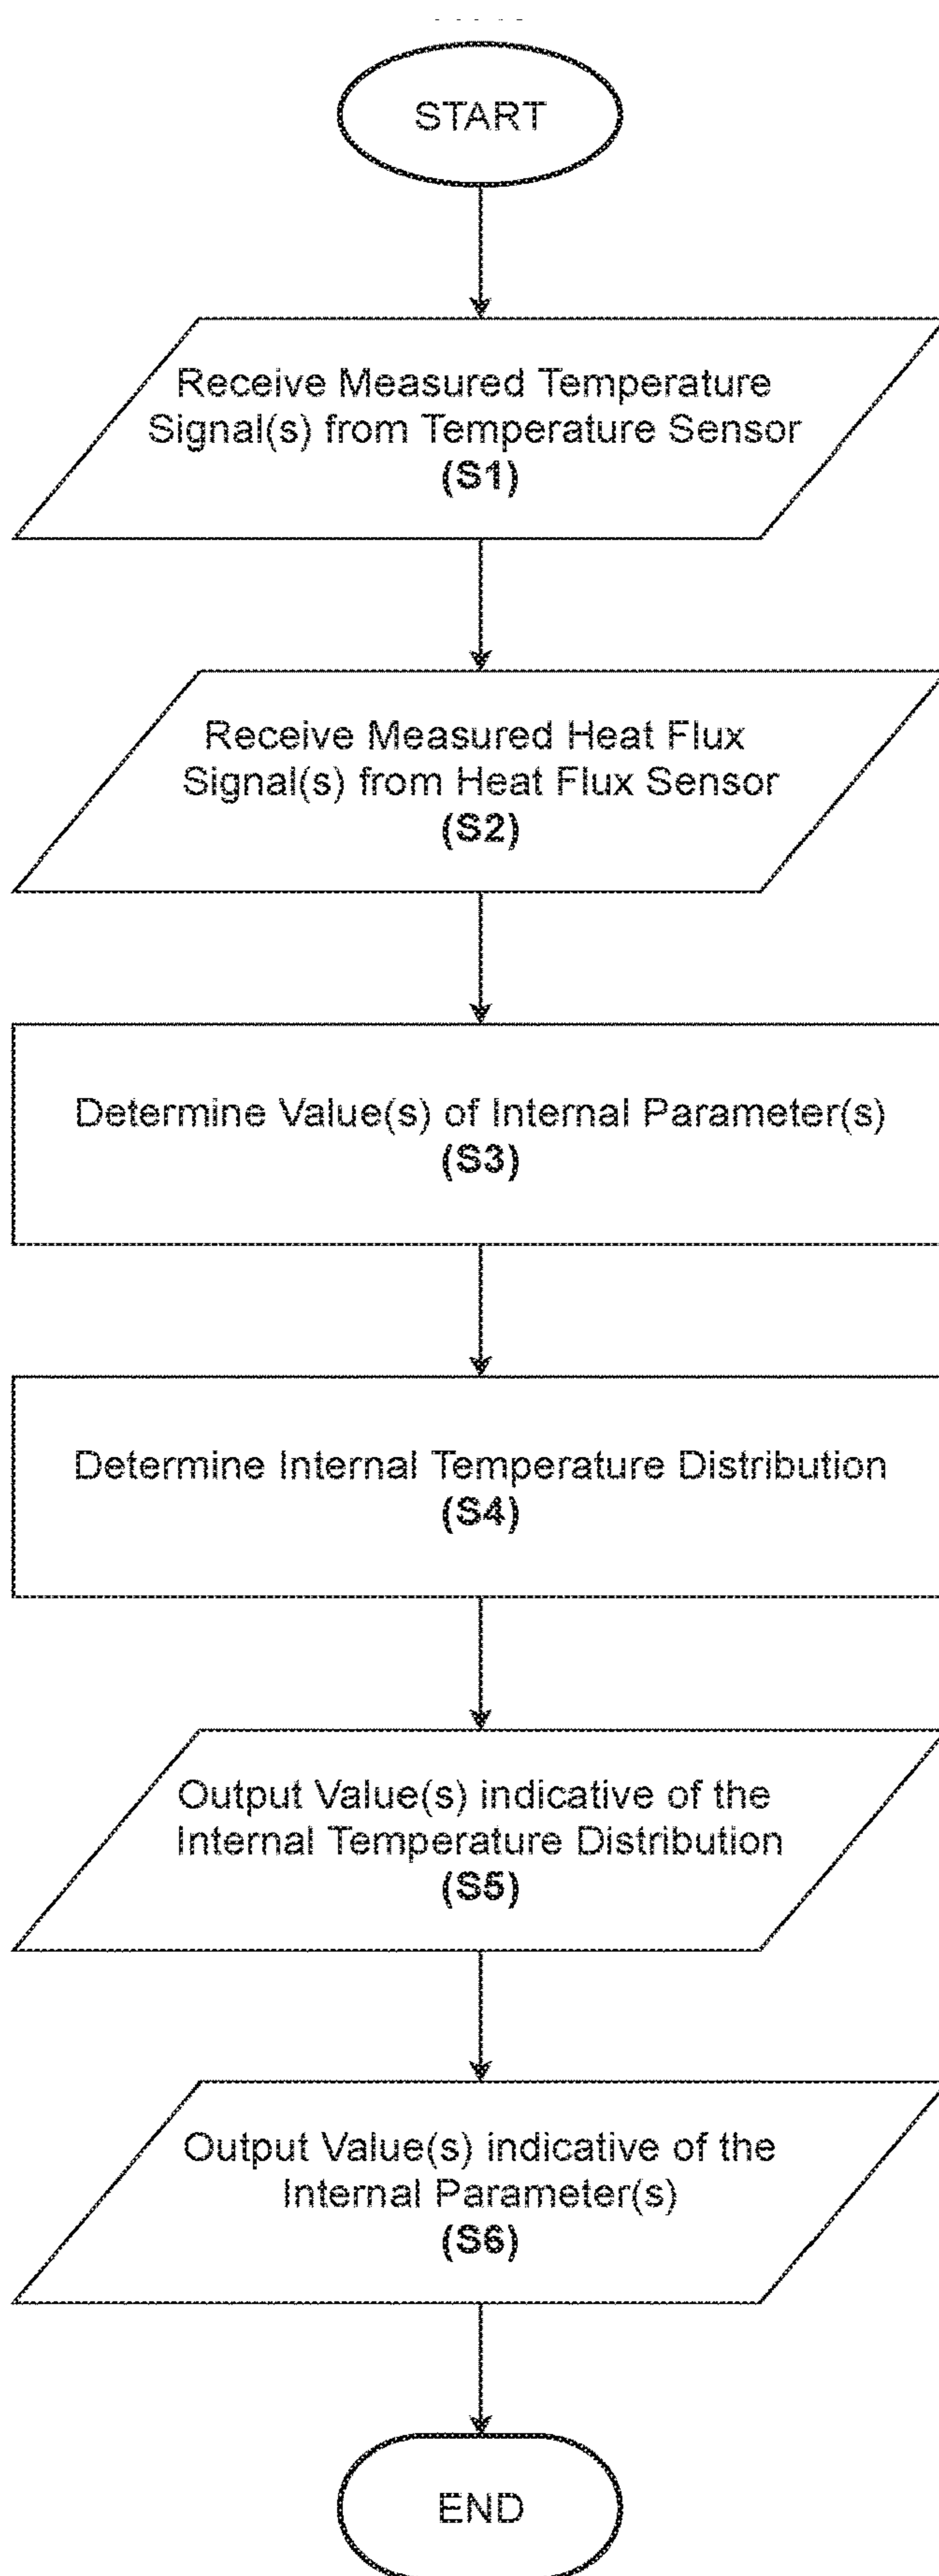 START
Receive Measured Temperature
Signal(s) from Temperature Sensor
(S1)
Receive Measured Heat Flux
Signal(s) from Heat Flux Sensor
(S2)
Determine Value(s) of Internal Parameter(s)
(S3)
Determine Internal Temperature Distribution
(S4)
Output Value(s) indicative of the
Internal Temperature Distribution
(S5)
Output Value(s) indicative of the
Internal Parameter(s)
(S6)
END